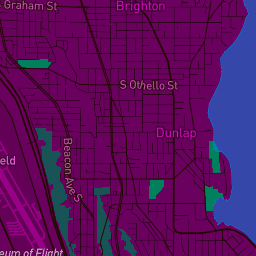 Graham St
Brighton
S Othello St
Dunlap
Beacon Ave S
eld
eum of Flight